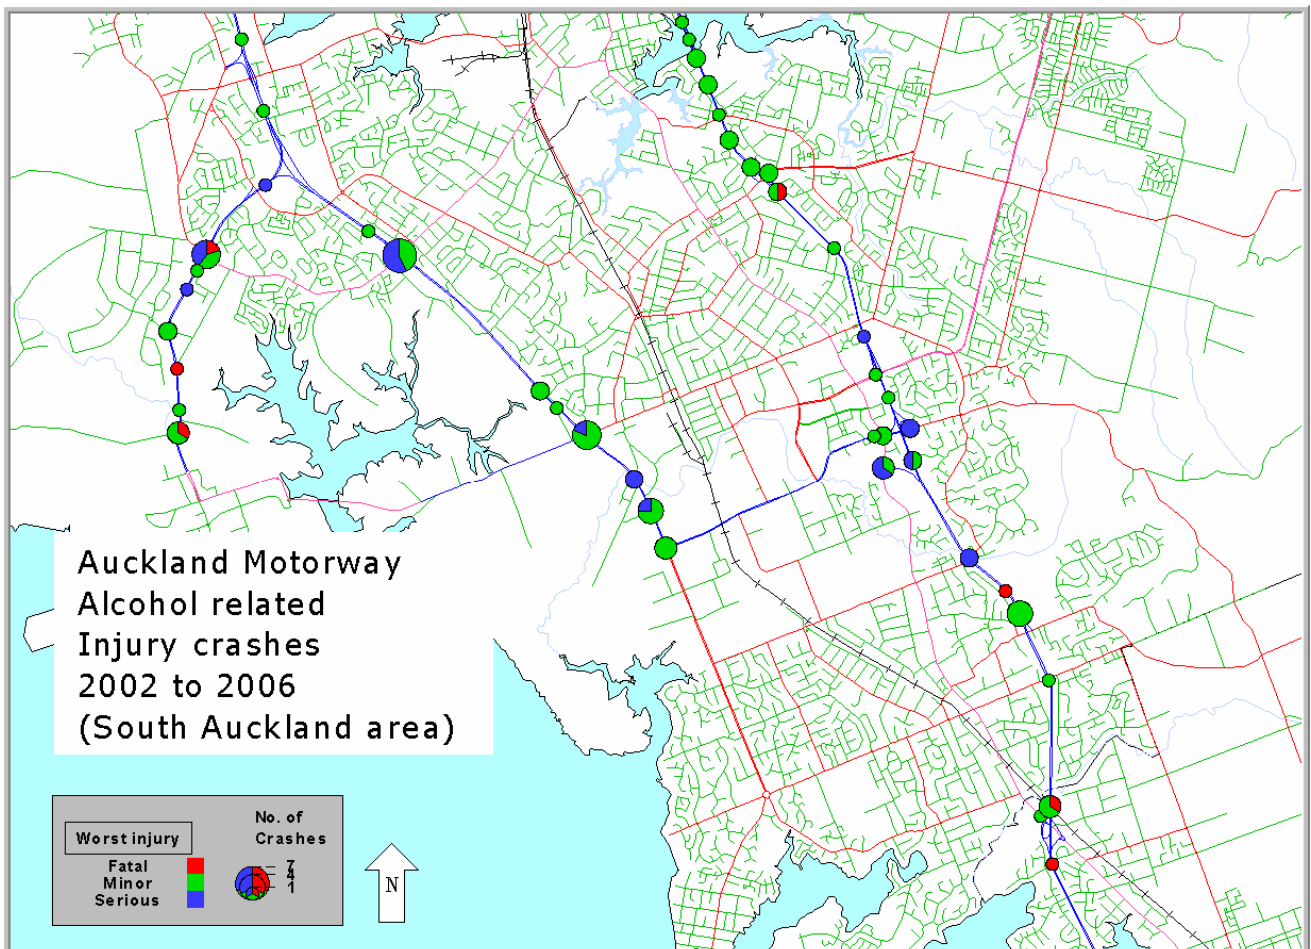 Auckland Motorway
Alcohol related
Injury crashes
2002 to 2006
(South Auckland area)
No. of
Crashes
Worst injury
Fatal
Minor
Serious
7
4
1
N